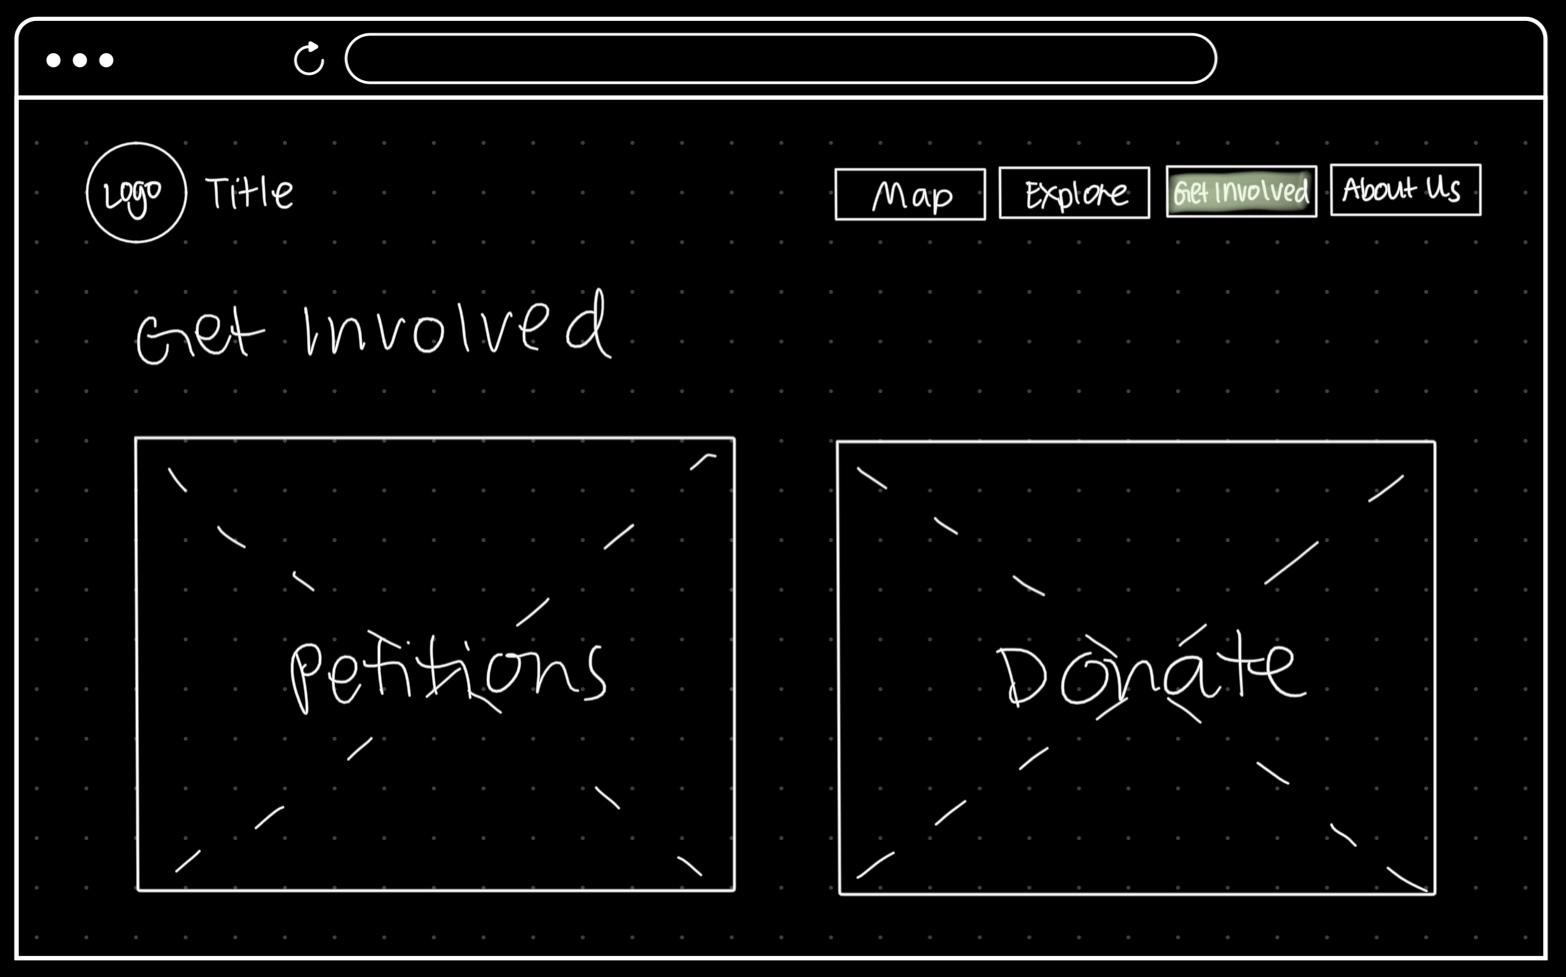 Logo Title
Map Explore Get Involved About Us
Get Involved
Petitions
Donate